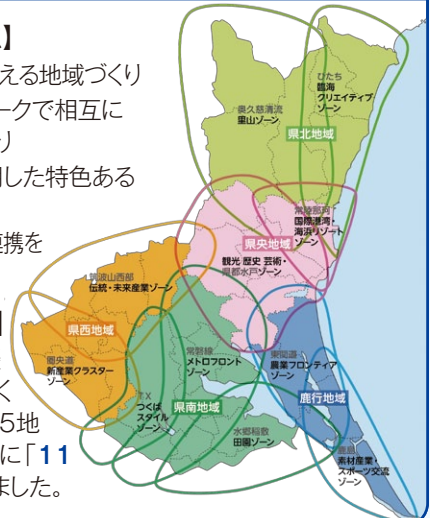 】
える地域づくり
ークで相互に
り
した特色ある
携を
】
く
5地
に「11
ました。
奥久慈清流
里山ゾーン
ひたち
臨海
クリエイティブ
ゾーン
県北地域
常陸那珂
国際港湾・
海浜リゾート
ゾーン
県央地域
観光 歴史 芸術・
県都水戸ゾーン
筑波山西部
伝統・未来産業ゾーン
県西地域
圏央道
新産業クラスター
ゾーン
常磐線
メトロフロント
ゾーン
東関道
農業フロンティア
ゾーン
TX
つくば
スタイル
ゾーン
県南地域
鹿行地域
水郷稲敷
田園ゾーン
鹿島
素材産業・
スポーツ交流
ゾーン